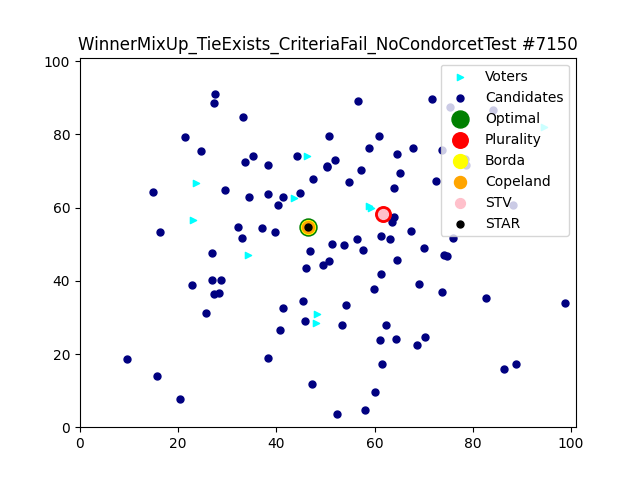 WinnerMixUp_TieExists_CriteriaFail_NoCondorcetTest #7150
100
80
60
40
20
0
0
20
40
60
80
100
Voters
Candidates
Optimal
Plurality
Borda
Copeland
STV
STAR